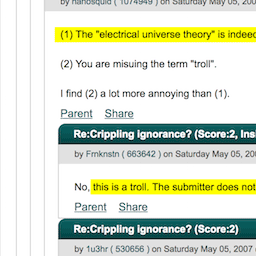 by nanosquid ( 1074949 ) on Saturday May 05, 200
(1) The "electrical universe theory" is indeed
(2) You are misuing the term "troll".
I find (2) a lot more annoying than (1).
Parent Share
Re:Crippling ignorance? (Score:2, Ins
by Frnknstn ( 663642 ) on Saturday May 05, 200
No, this is a troll. The submitter does not
Parent Share
Re:Crippling ignorance? (Score:2)
by 1u3hr ( 530656 ) on Saturday May 05, 2007